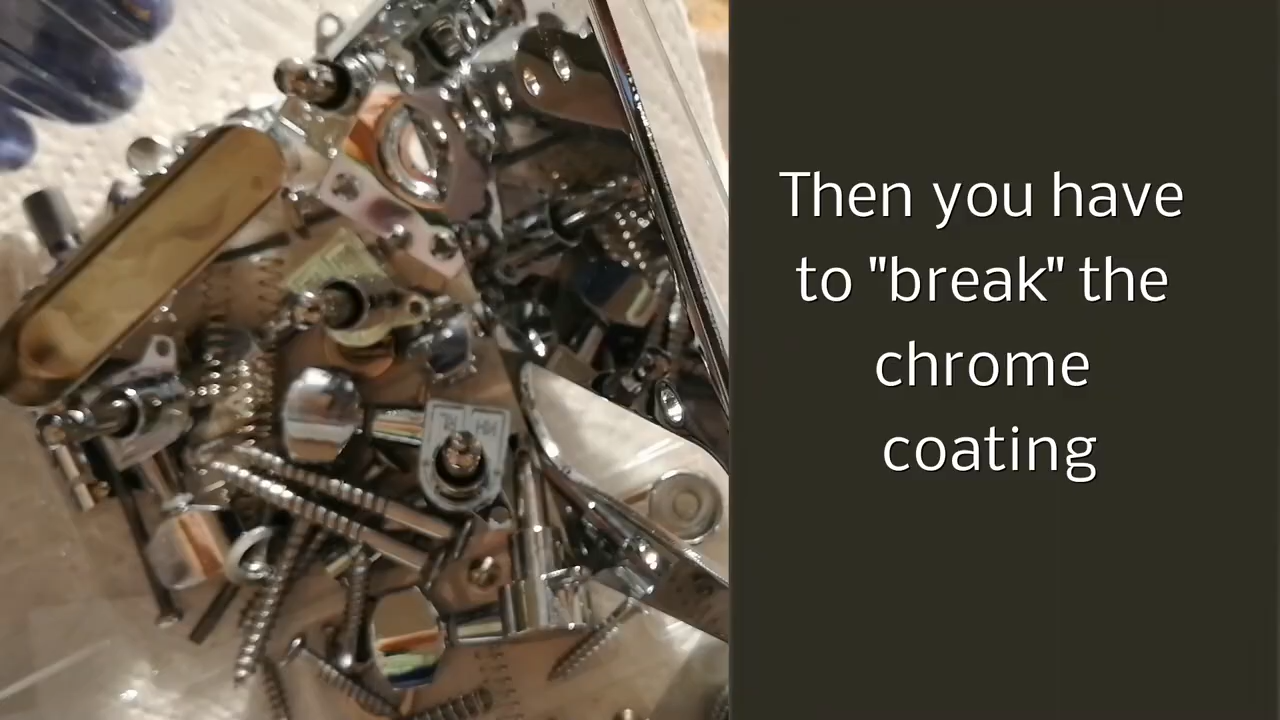 Then you have
to "break" the
chrome
coating